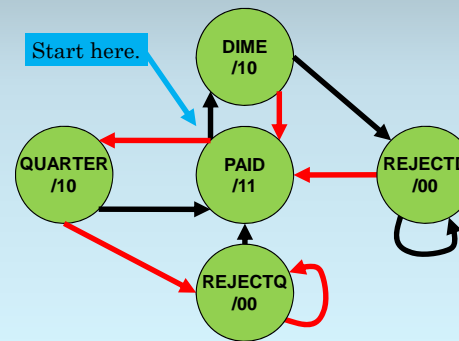 Start here.
DIME
/10
QUARTER
/10
PAID
/11
REJECTD
/00
REJECTQ
/00